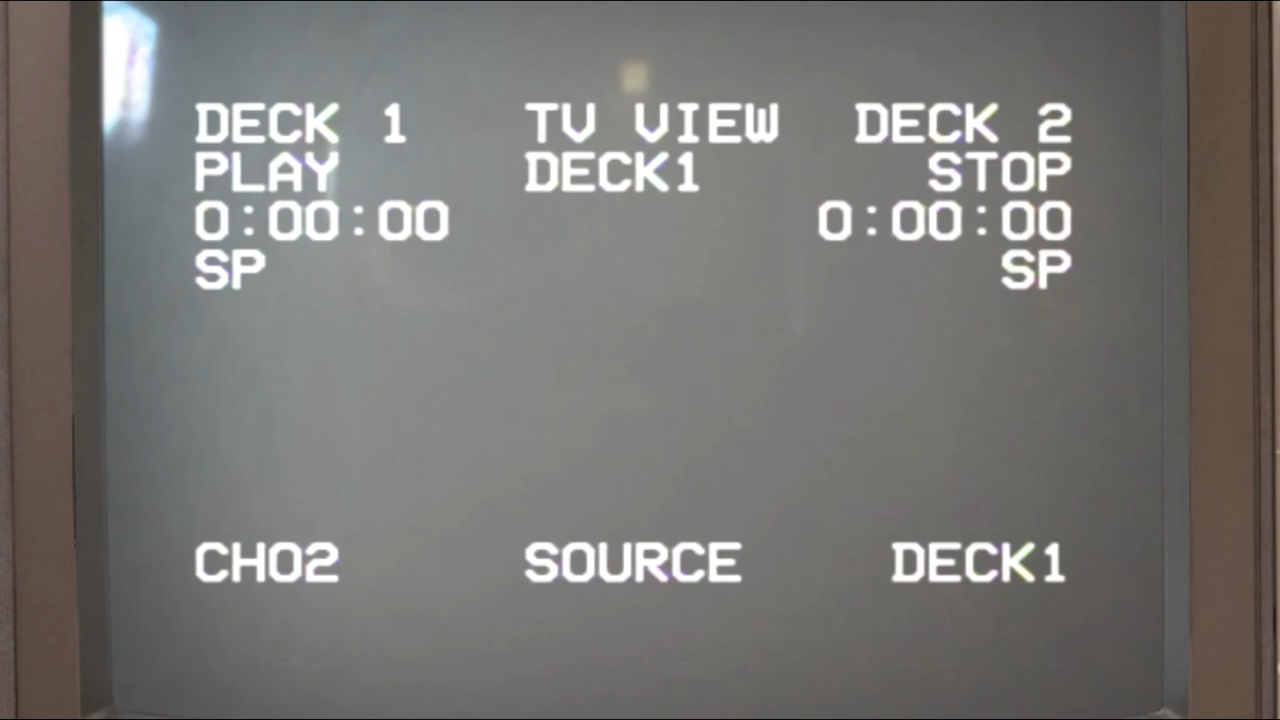 DECK 1 TV VIEW DECK 2
PLAY DECK1 STOP
0:00:00 0:00:00
SP SP
CH02 SOURCE DECK1